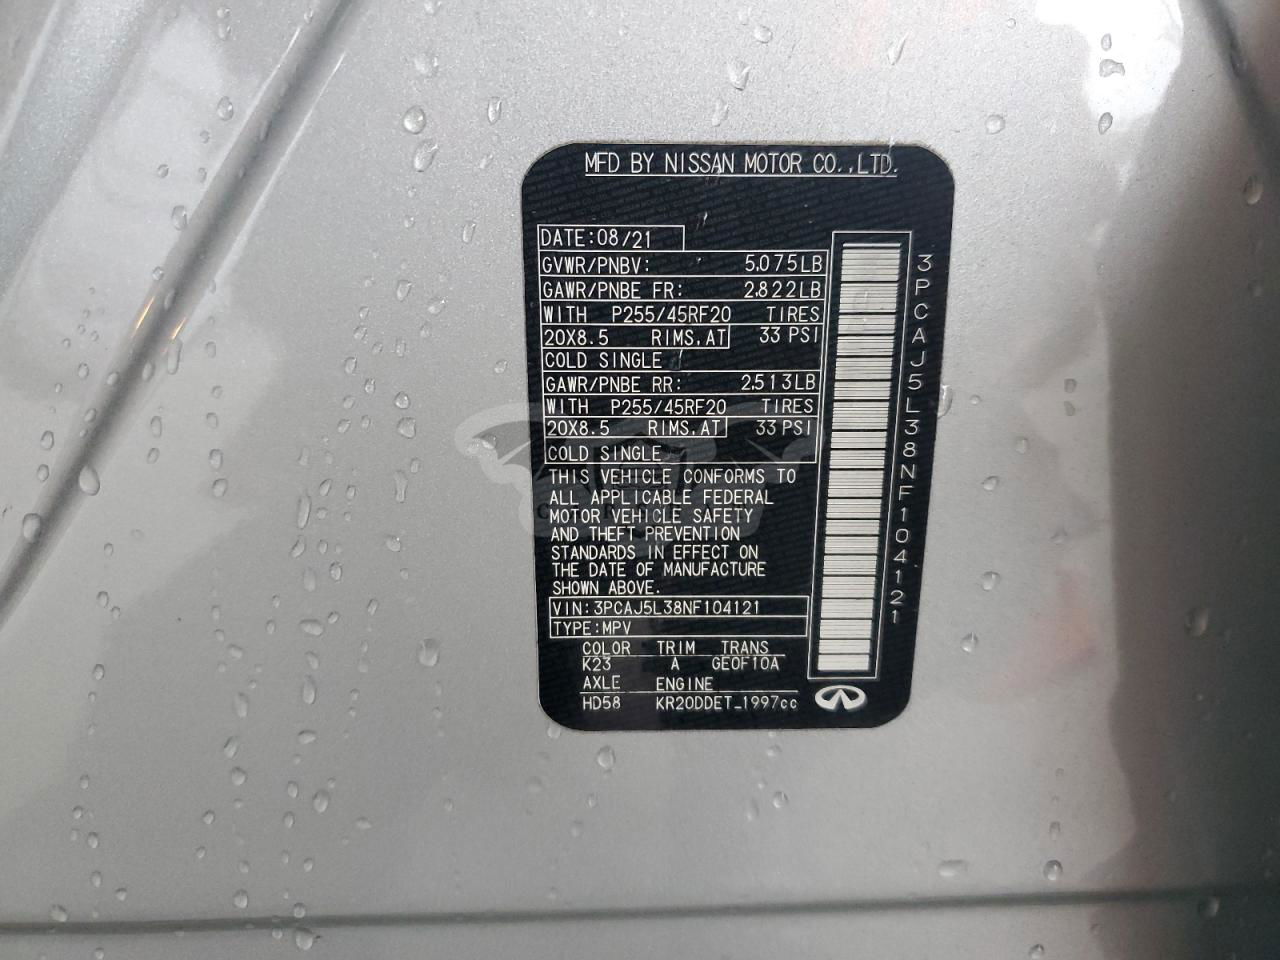 MFD BY NISSAN MOTOR CO.,LTD.
DATE:08/21
GVWR/PNBV: 5.075LB
GAWR/PNBE FR: 2.822LB
WITH P255/45RF20 TIRES
20X8.5 RIMS.AT 33 PSI
COLD SINGLE
GAWR/PNBE RR: 2.513LB
WITH P255/45RF20 TIRES
20X8.5 RIMS.AT 33 PSI
COLD SINGLE
THIS VEHICLE CONFORMS TO
ALL APPLICABLE FEDERAL
MOTOR VEHICLE SAFETY
AND THEFT PREVENTION
STANDARDS IN EFFECT ON
THE DATE OF MANUFACTURE
SHOWN ABOVE.
VIN:3PCAJ5L38NF104121
TYPE:MPV
COLOR TRIM TRANS
K23 A GEOF10A
AXLE ENGINE
HD58 KR20DDET_1997cc
3PCAJ5L38NF104121